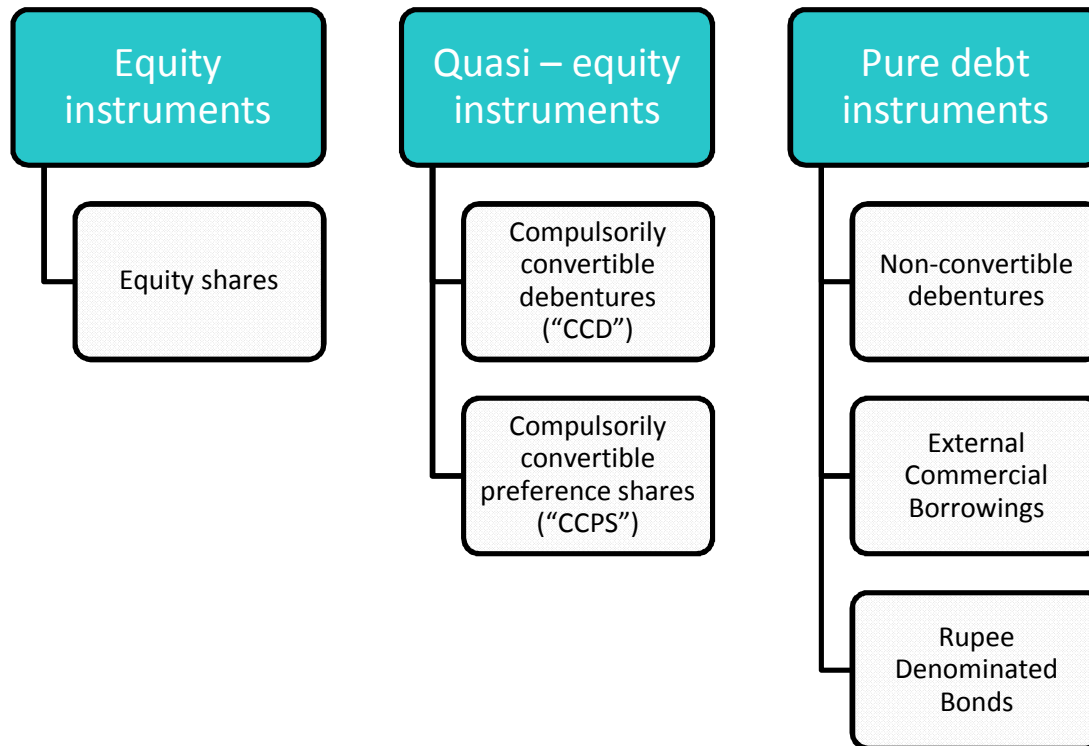 Equity
instruments
Equity shares
Quasi – equity
instruments
Compulsorily
convertible
debentures
(“CCD”)
Compulsorily
convertible
preference shares
(“CCPS”)
Pure debt
instruments
Non-convertible
debentures
External
Commercial
Borrowings
Rupee
Denominated
Bonds